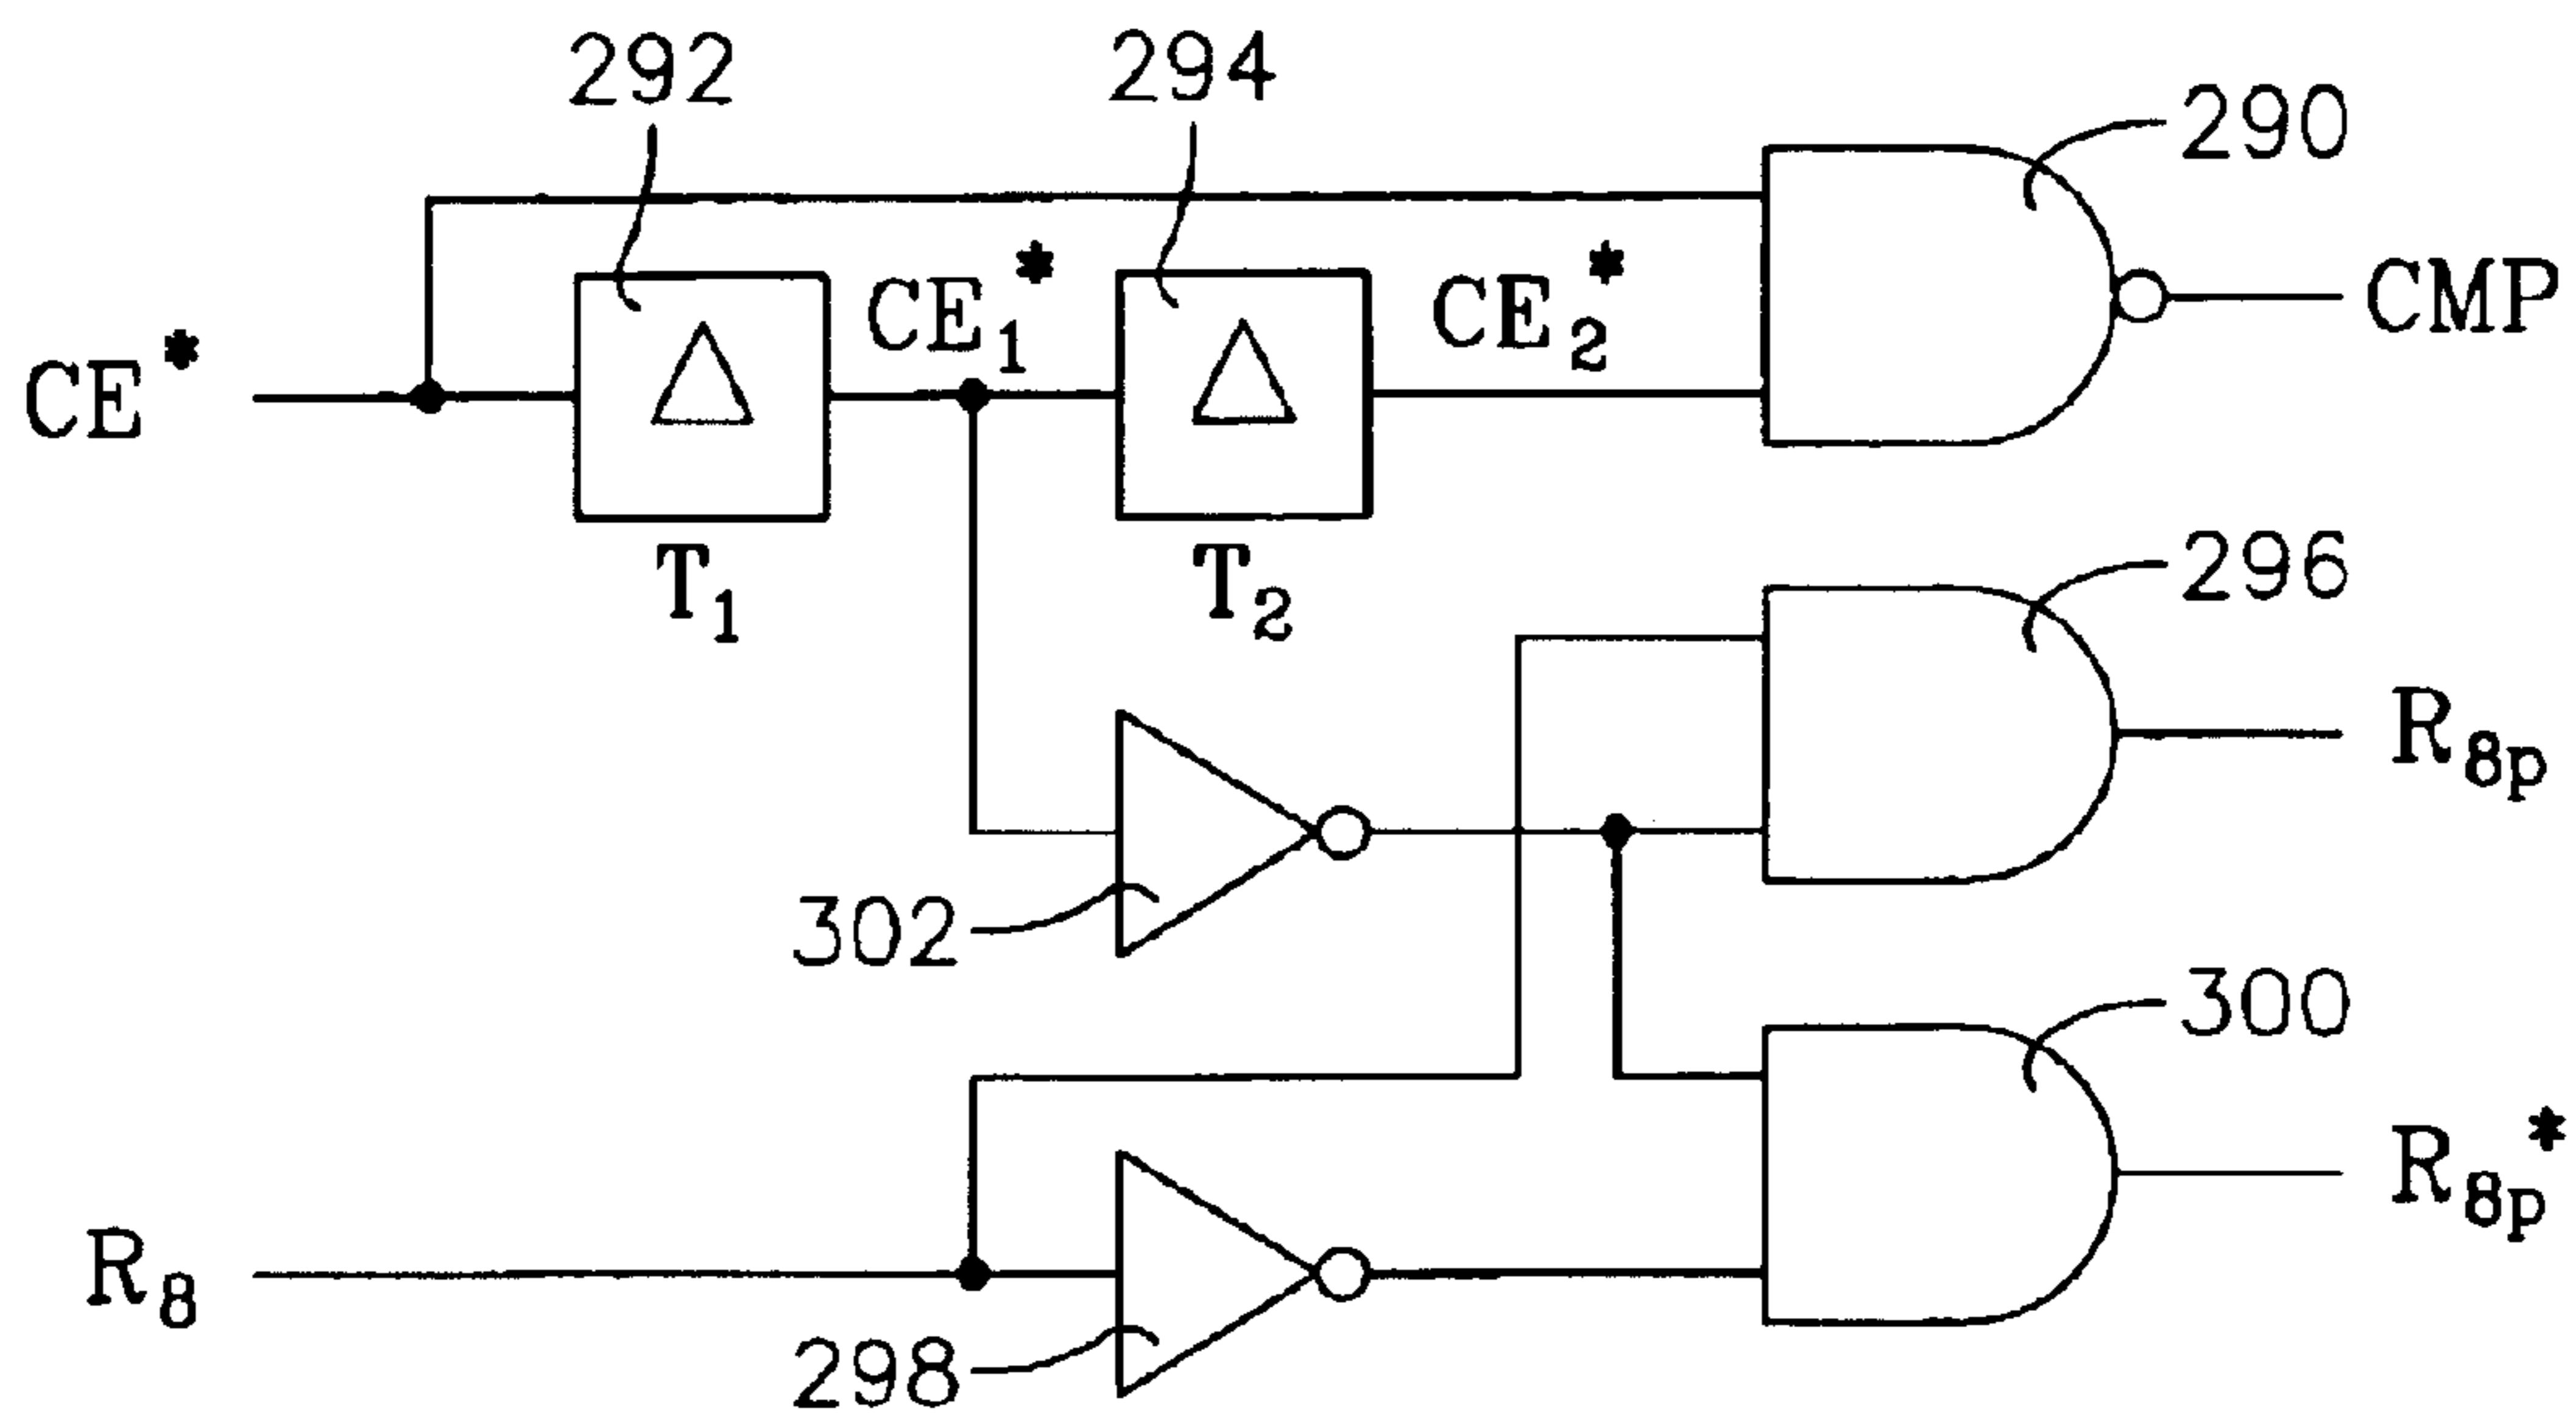 292
294
290
CE*
CE₁*
CE₂*
CMP
T₁
T₂
296
R₈ₚ
302
300
R₈ₚ*
R₈
298